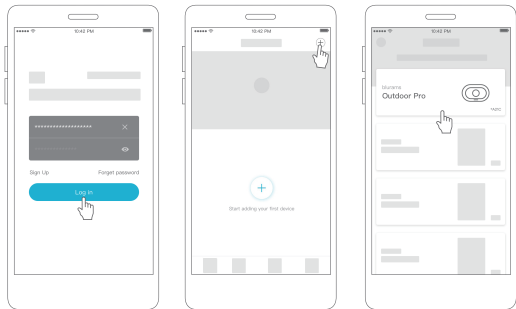 10:42 PM
******************
Sign Up
Forget password
Log in
10:42 PM
Start adding your first device
10:42 PM
blurams
Outdoor Pro